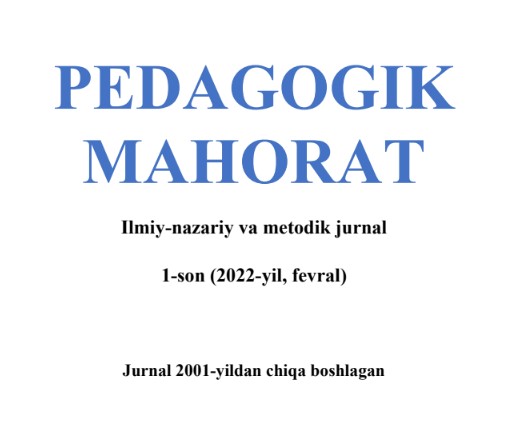 PEDAGOGIK
MAHORAT
Ilmiy-nazariy va metodik jurnal
1-son (2022-yil, fevral)
Jurnal 2001-yildan chiqa boshlagan